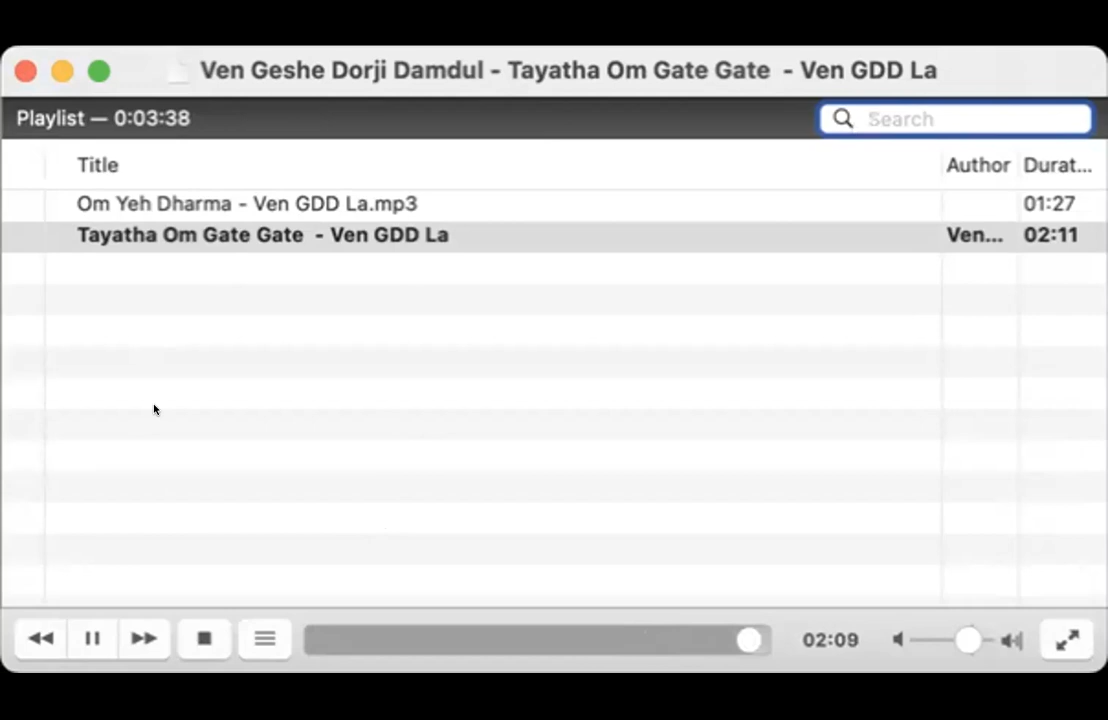 Ven Geshe Dorji Damdul - Tayatha Om Gate Gate  - Ven GDD La
Playlist — 0:03:38
Search
Title Author Durat...
Om Yeh Dharma - Ven GDD La.mp3 01:27
Tayatha Om Gate Gate  - Ven GDD La Ven... 02:11
02:09